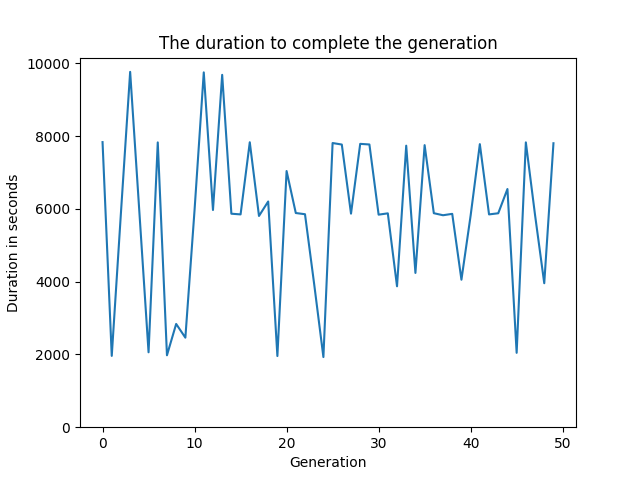 The duration to complete the generation
10000
8000
6000
4000
2000
0
Duration in seconds
0 10 20 30 40 50
Generation